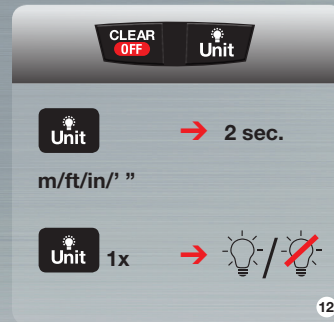 CLEAR
OFF
Unit
Unit
2 sec.
m/ft/in/’ ”
Unit
1x
/
12